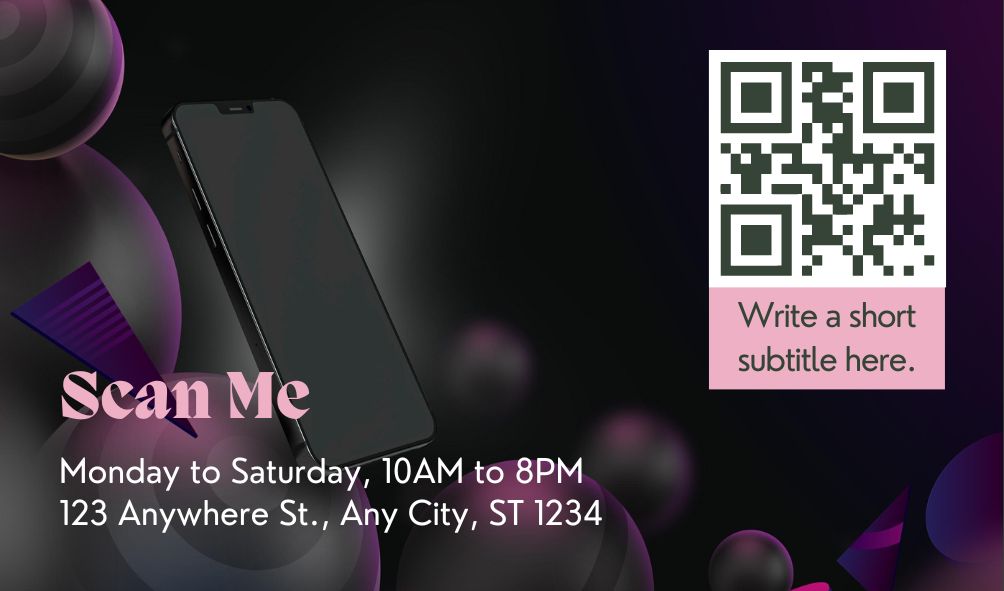 Write a short
subtitle here.
Scan Me
Monday to Saturday, 10AM to 8PM
123 Anywhere St., Any City, ST 1234